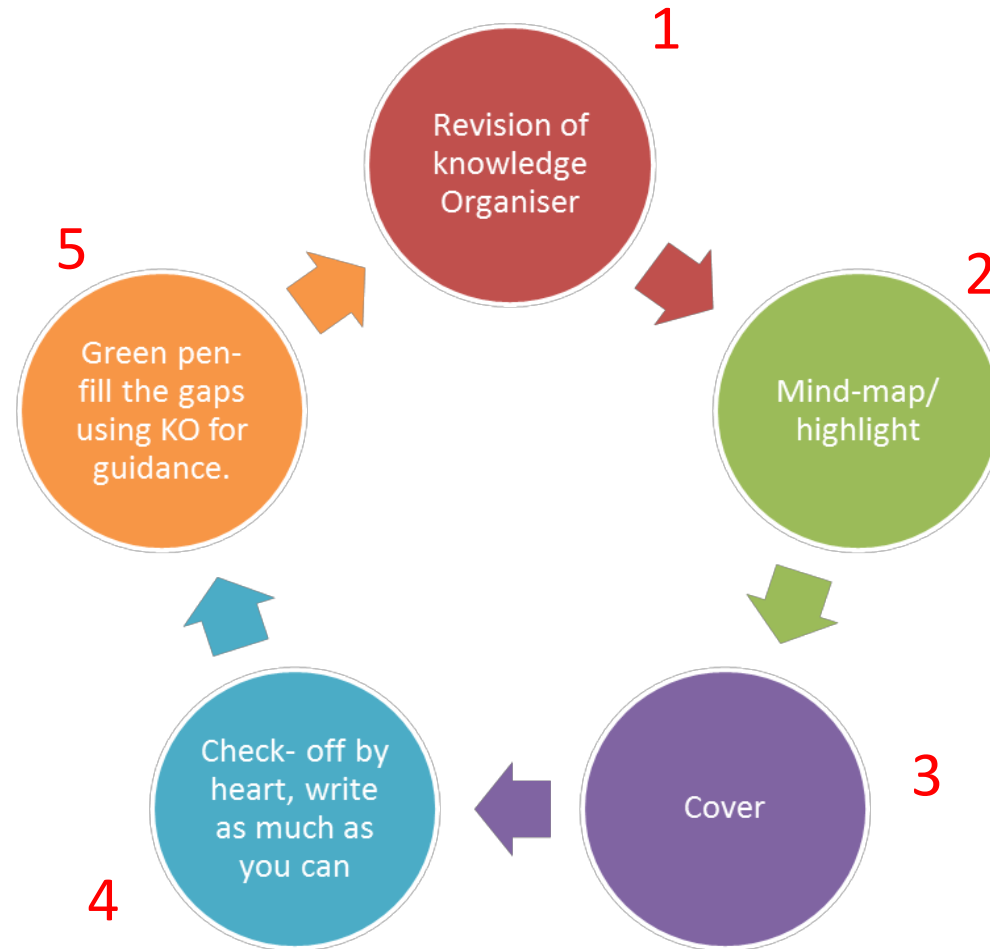 1
Revision of
knowledge
Organiser
2
Mind-map/
highlight
3
Cover
4
Check- off by
heart, write
as much as
you can
5
Green pen-
fill the gaps
using KO for
guidance.